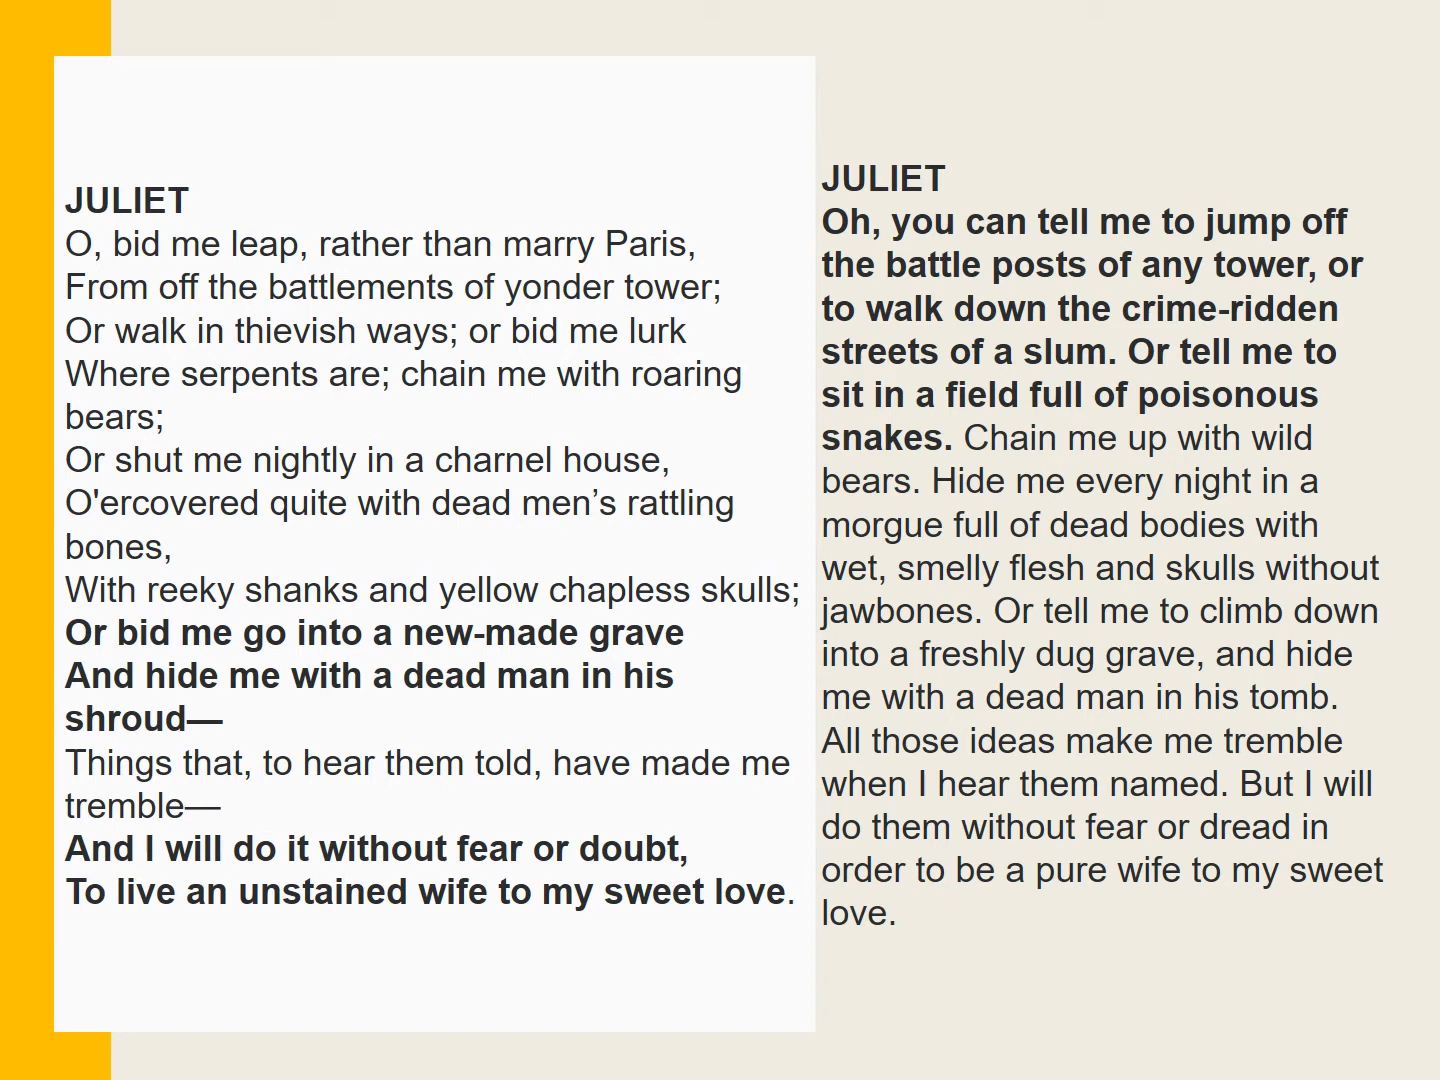 JULIET
O, bid me leap, rather than marry Paris,
From off the battlements of yonder tower;
Or walk in thievish ways; or bid me lurk
Where serpents are; chain me with roaring
bears;
Or shut me nightly in a charnel house,
O'ercovered quite with dead men’s rattling
bones,
With reeky shanks and yellow chapless skulls;
Or bid me go into a new-made grave
And hide me with a dead man in his
shroud—
Things that, to hear them told, have made me
tremble—
And I will do it without fear or doubt,
To live an unstained wife to my sweet love.
JULIET
Oh, you can tell me to jump off
the battle posts of any tower, or
to walk down the crime-ridden
streets of a slum. Or tell me to
sit in a field full of poisonous
snakes. Chain me up with wild
bears. Hide me every night in a
morgue full of dead bodies with
wet, smelly flesh and skulls without
jawbones. Or tell me to climb down
into a freshly dug grave, and hide
me with a dead man in his tomb.
All those ideas make me tremble
when I hear them named. But I will
do them without fear or dread in
order to be a pure wife to my sweet
love.